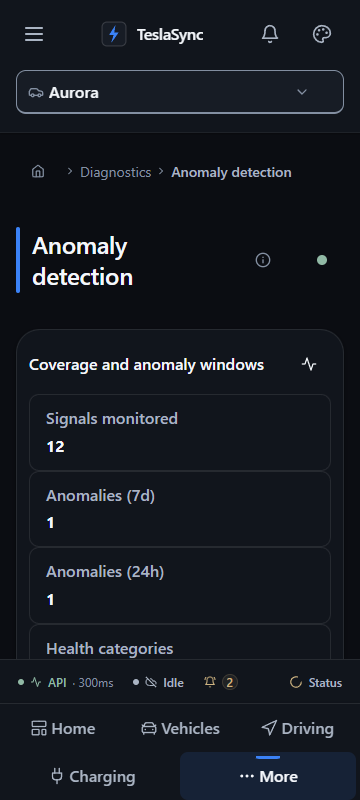 TeslaSync
Aurora
Diagnostics > Anomaly detection
Anomaly
detection
Coverage and anomaly windows
Signals monitored
12
Anomalies (7d)
1
Anomalies (24h)
1
Health categories
API · 300ms Idle 2 Status
Home Vehicles Driving
Charging More